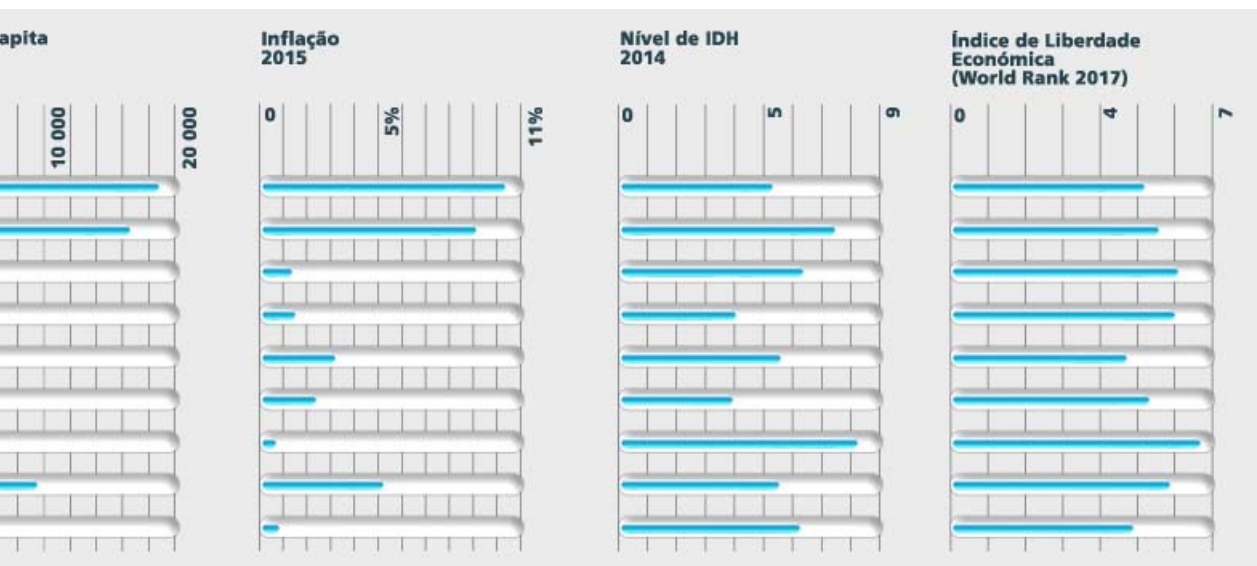 apita
10 000
20 000
Inflação
2015
0
5%
11%
Nível de IDH
2014
0
5
9
Índice de Liberdade
Económica
(World Rank 2017)
0
4
7